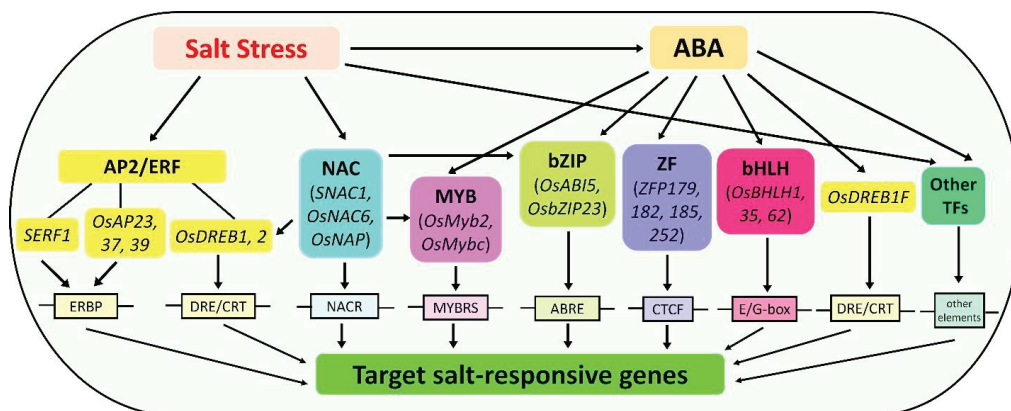 Salt Stress
ABA
AP2/ERF
SERF1
OsAP23,
37, 39
OsDREB1, 2
NAC
(SNAC1,
OsNAC6,
OsNAP)
MYB
(OsMyb2,
OsMybc)
bZIP
(OsABI5,
OsbZIP23)
ZF
(ZFP179,
182, 185,
252)
bHLH
(OsBHLH1,
35, 62)
OsDREB1F
Other
TFs
ERBP
DRE/CRT
NACR
MYBRS
ABRE
CTCF
E/G-box
DRE/CRT
other
elements
Target salt-responsive genes